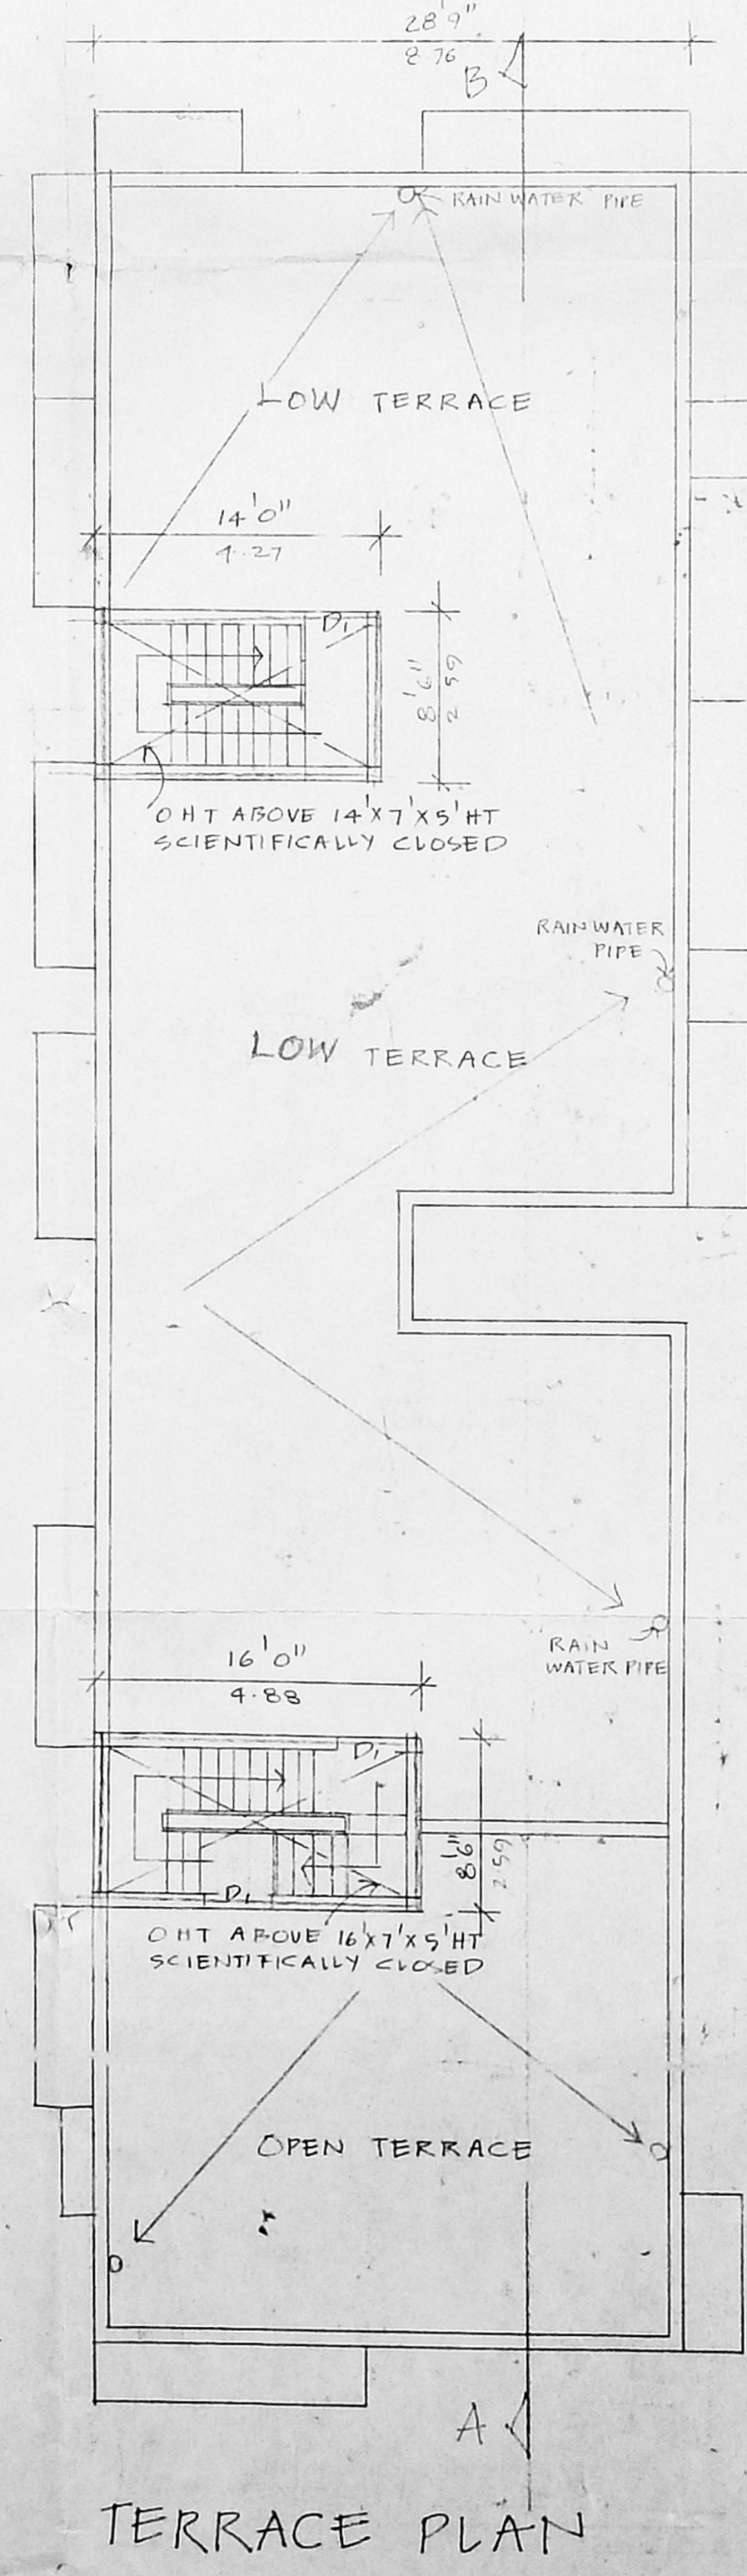 28'9"
8.76
B
RAIN WATER PIPE
LOW TERRACE
14'0"
4.27
D1
8'6"
2.59
OHT ABOVE 14'X7'X5'HT
SCIENTIFICALLY CLOSED
RAINWATER
PIPE
LOW TERRACE
RAIN
WATER PIPE
16'0"
4.88
D1
8'6"
2.59
D1
OHT ABOVE 16'X7'X5'HT
SCIENTIFICALLY CLOSED
OPEN TERRACE
A
TERRACE PLAN